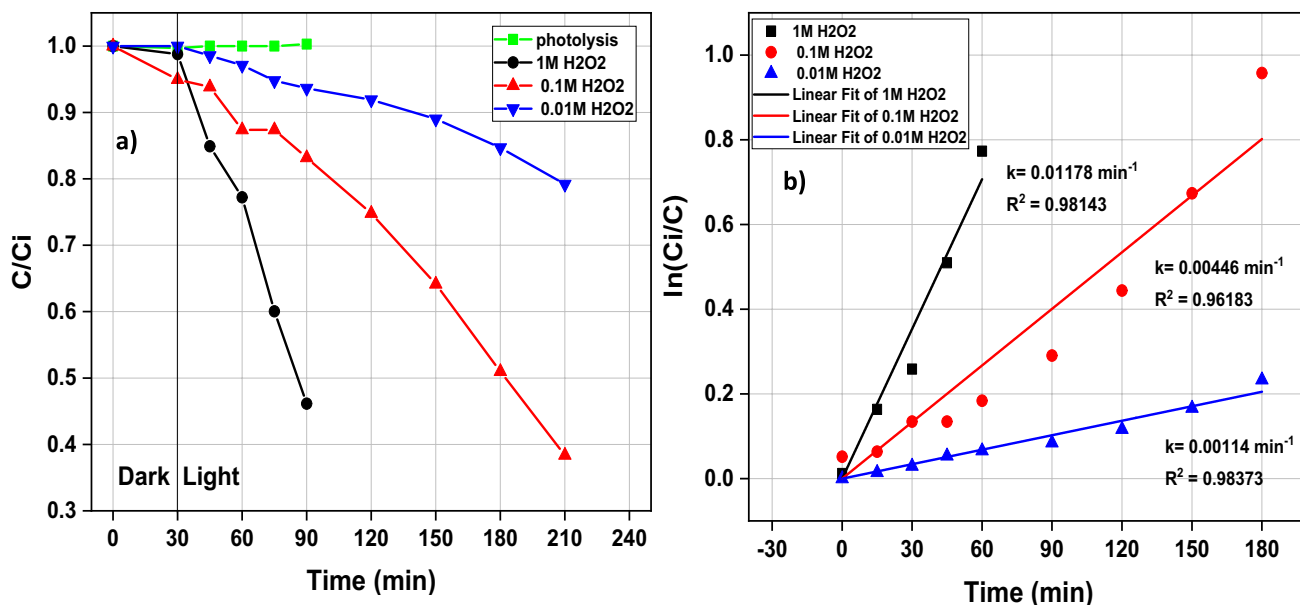 a)
photolysis
1M H2O2
0.1M H2O2
0.01M H2O2
Dark
Light
C/Ci
1.0
0.9
0.8
0.7
0.6
0.5
0.4
0.3
0 30 60 90 120 150 180 210 240
Time (min)
b)
1M H2O2
0.1M H2O2
0.01M H2O2
Linear Fit of 1M H2O2
Linear Fit of 0.1M H2O2
Linear Fit of 0.01M H2O2
k= 0.01178 min⁻¹
R² = 0.98143
k= 0.00446 min⁻¹
R² = 0.96183
k= 0.00114 min⁻¹
R² = 0.98373
ln(Ci/C)
1.0
0.8
0.6
0.4
0.2
0.0
-30 0 30 60 90 120 150 180
Time (min)